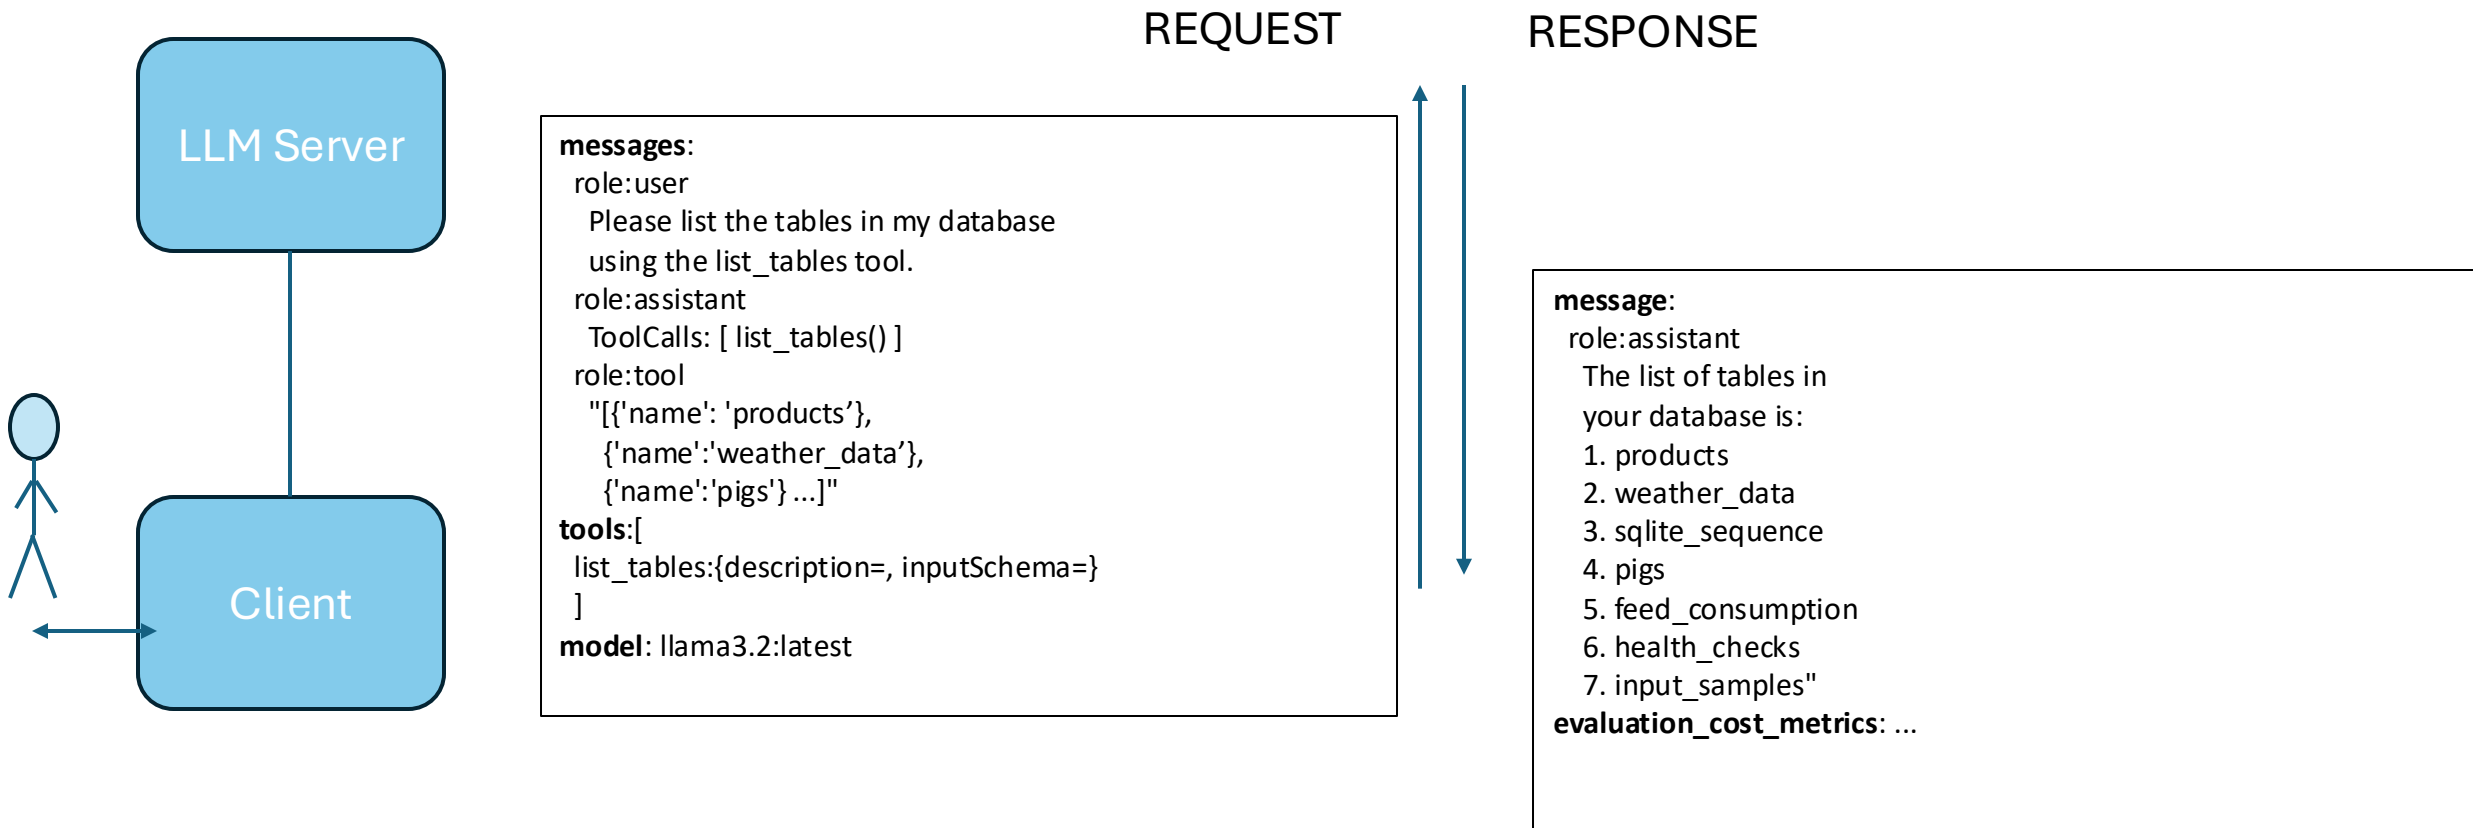 REQUEST
RESPONSE
LLM Server
Client
messages:
role:user
Please list the tables in my database
using the list_tables tool.
role:assistant
ToolCalls: [ list_tables() ]
role:tool
"[{'name': 'products’},
{'name':'weather_data’},
{'name':'pigs'} ...]"
tools:[
list_tables:{description=, inputSchema=}
]
model: llama3.2:latest
message:
role:assistant
The list of tables in
your database is:
1. products
2. weather_data
3. sqlite_sequence
4. pigs
5. feed_consumption
6. health_checks
7. input_samples"
evaluation_cost_metrics: ...